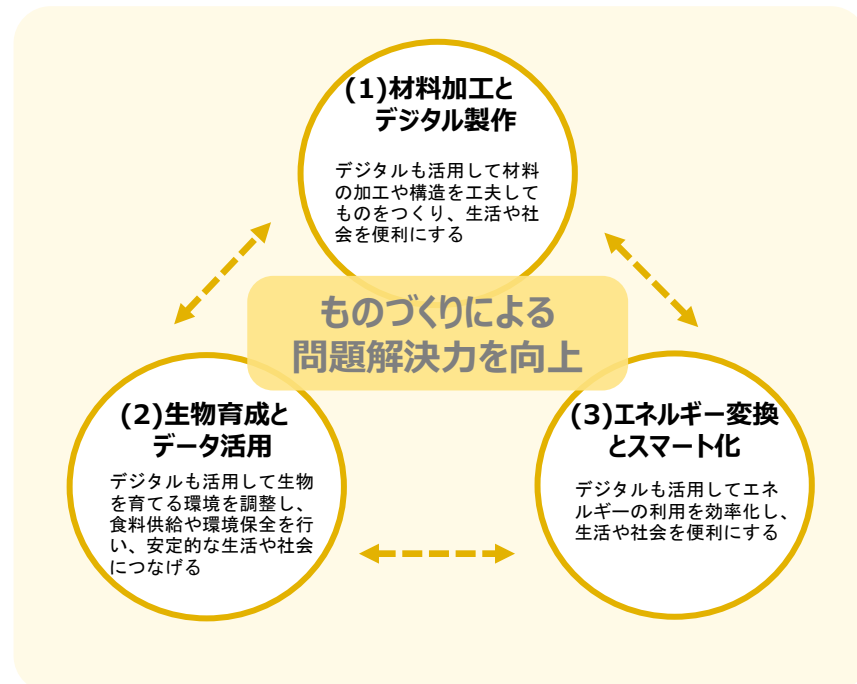 (1)材料加工と
デジタル製作
デジタルも活用して材料
の加工や構造を工夫して
ものをつくり、生活や社
会を便利にする
ものづくりによる
問題解決力を向上
(2)生物育成と
データ活用
デジタルも活用して生物
を育てる環境を調整し、
食料供給や環境保全を行
い、安定的な生活や社会
につなげる
(3)エネルギー変換
とスマート化
デジタルも活用してエネ
ルギーの利用を効率化し、
生活や社会を便利にする